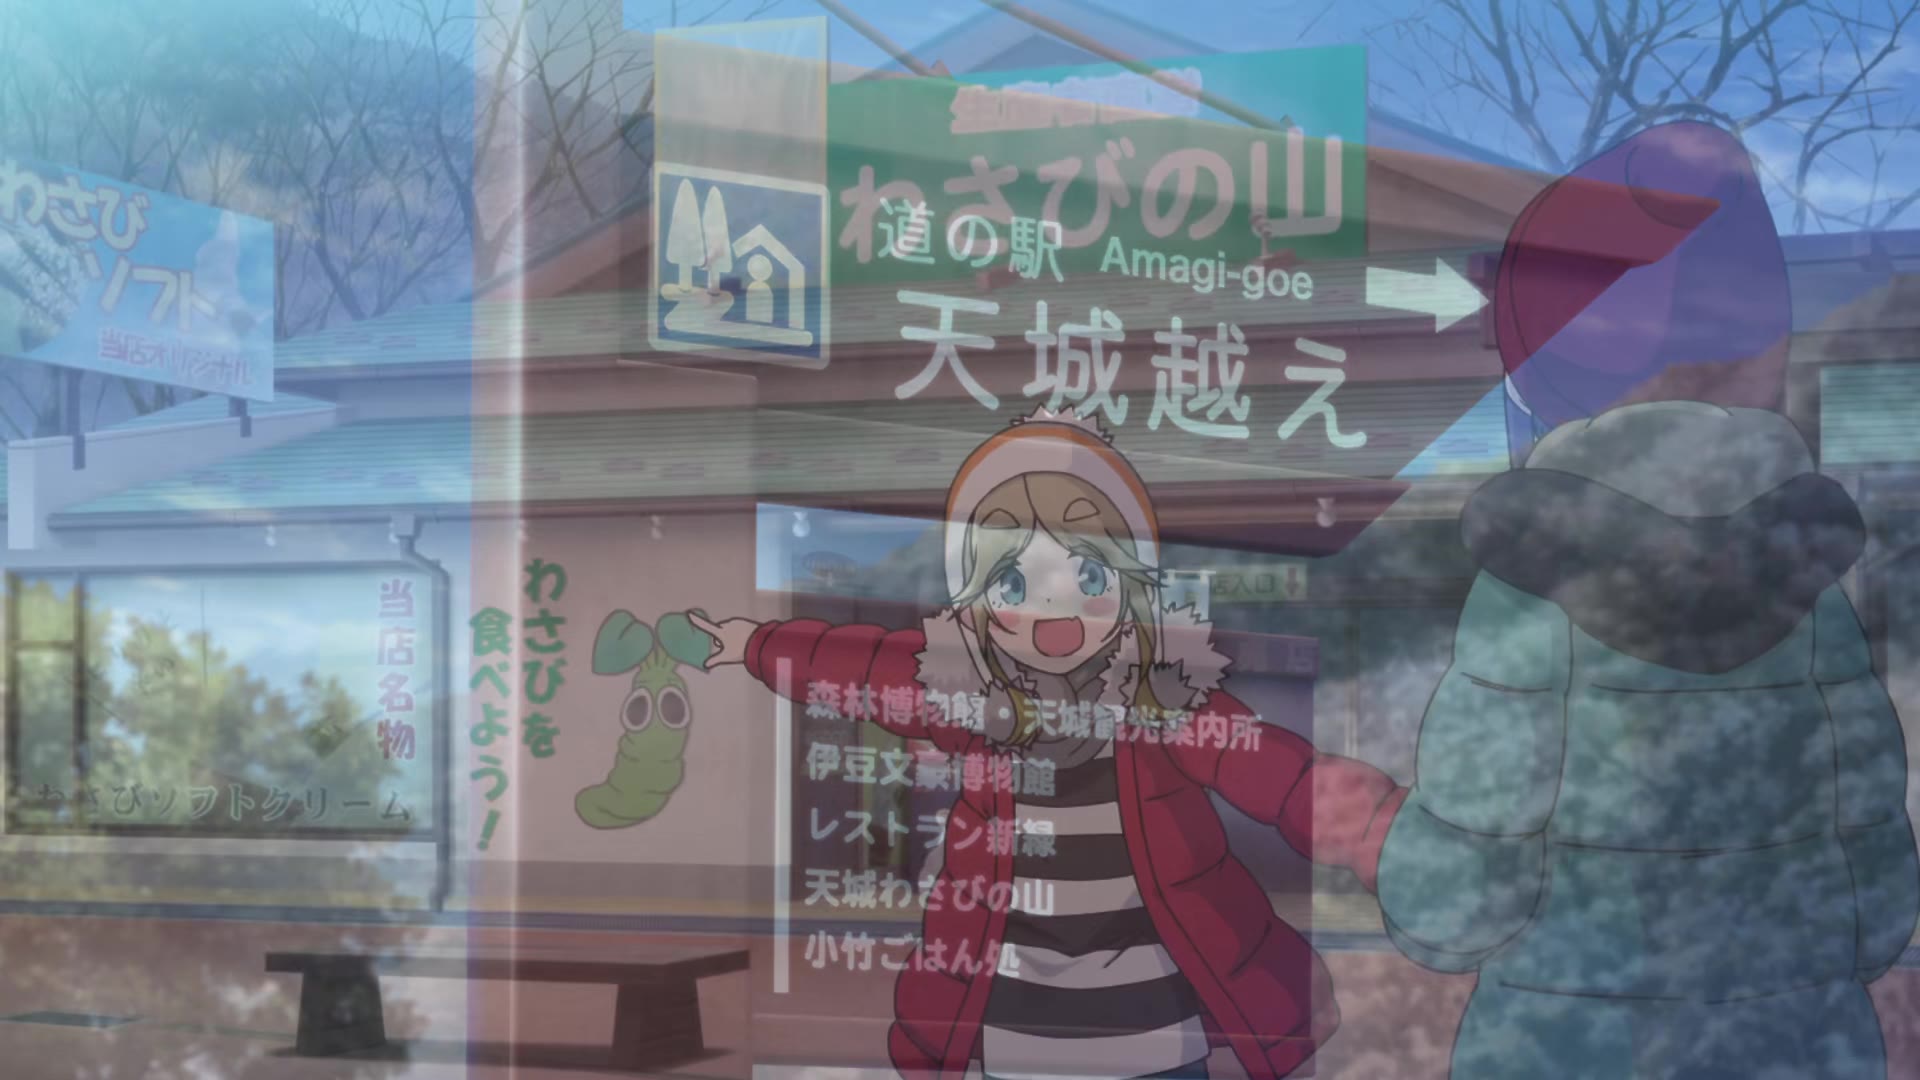 わさびの山
道の駅 Amagi-goe
天城越え
わさび
ソフト
当店オリジナル
当店名物
わさびソフトクリーム
わさびを
食べよう！
店入口
森林博物館・天城観光案内所
伊豆文豪博物館
レストラン新緑
天城わさびの山
小竹ごはん処